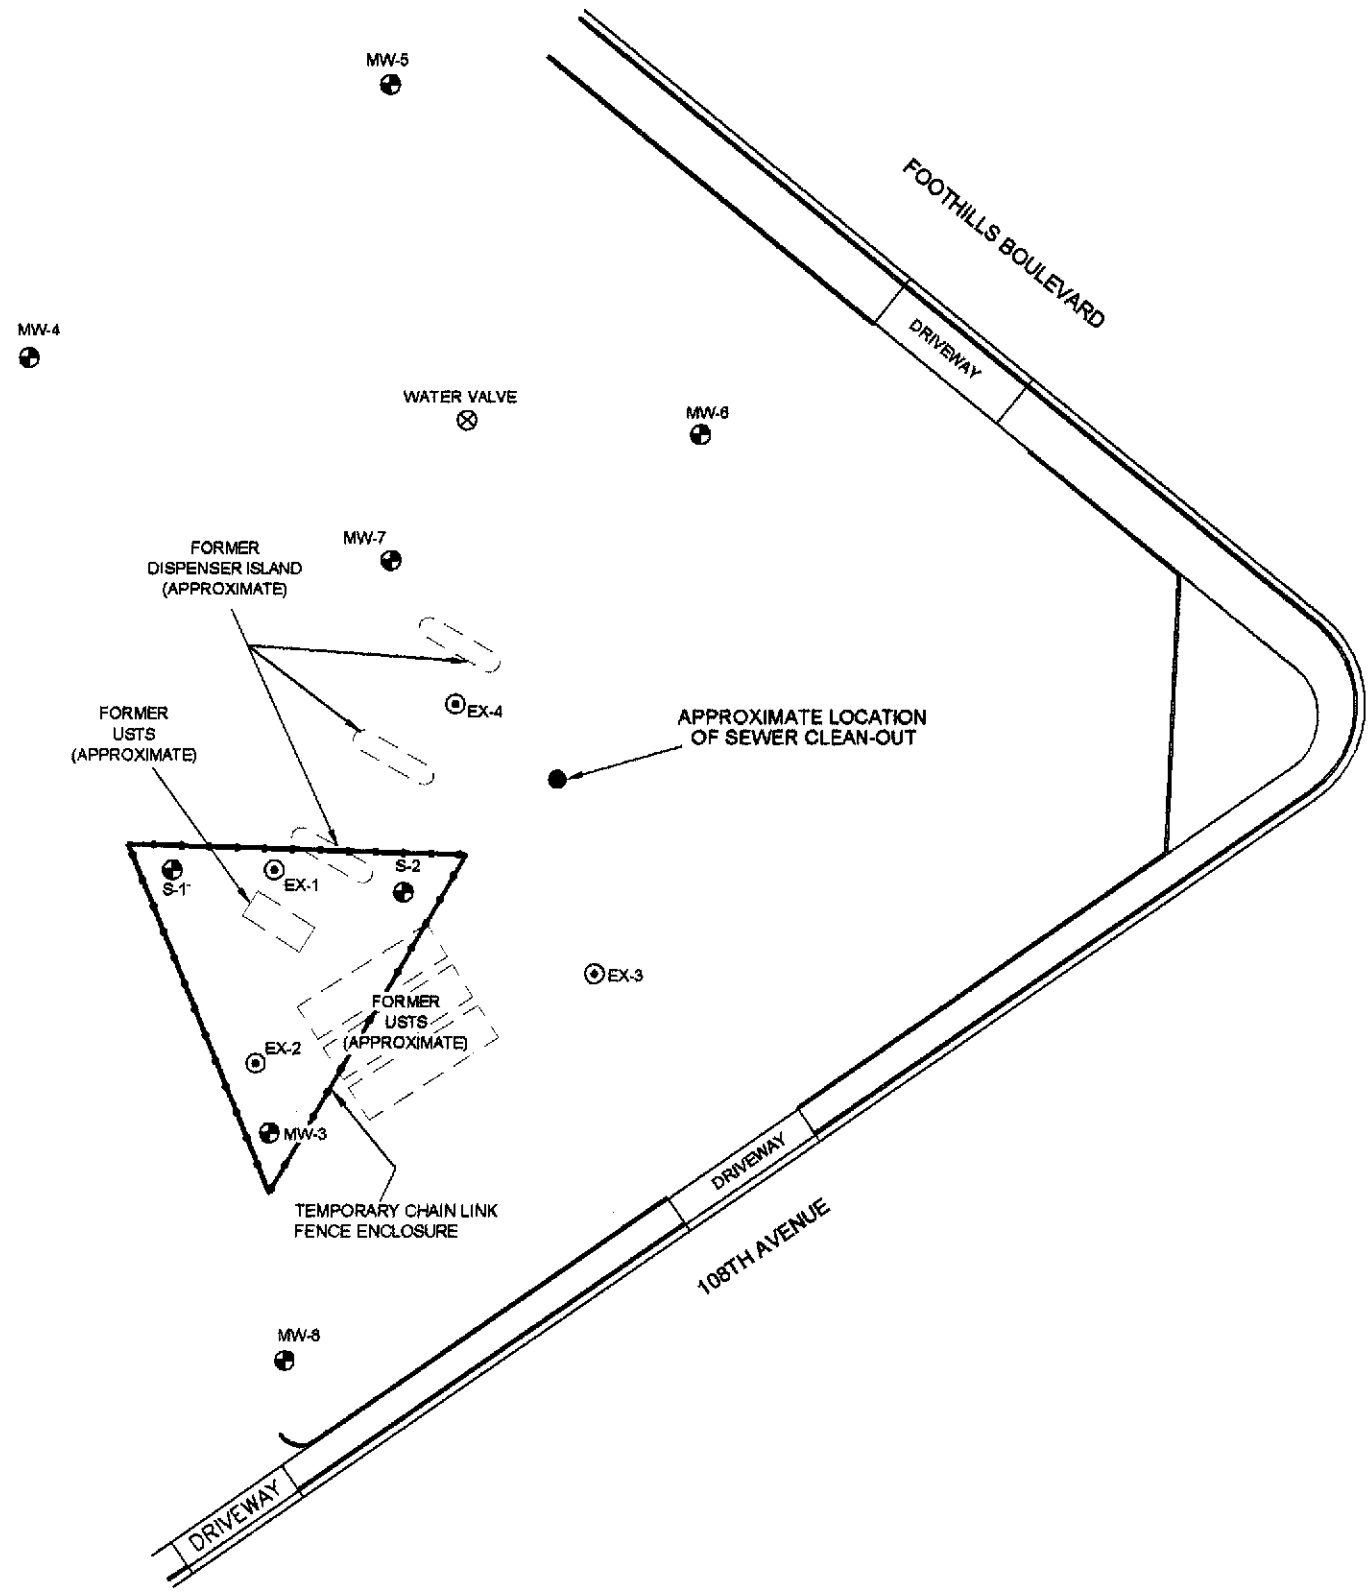 MW-5
FOOTHILLS BOULEVARD
MW-4
DRIVEWAY
WATER VALVE
MW-6
MW-7
FORMER
DISPENSER ISLAND
(APPROXIMATE)
EX-4
FORMER
USTS
(APPROXIMATE)
APPROXIMATE LOCATION
OF SEWER CLEAN-OUT
S-1
EX-1
S-2
EX-3
FORMER
USTS
(APPROXIMATE)
EX-2
MW-3
DRIVEWAY
TEMPORARY CHAIN LINK
FENCE ENCLOSURE
108TH AVENUE
MW-8
DRIVEWAY